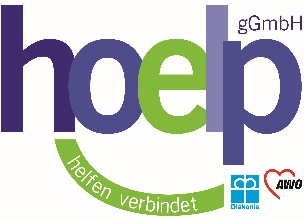 gGmbH
hoelp
helfen verbindet
Diakonie
AWO